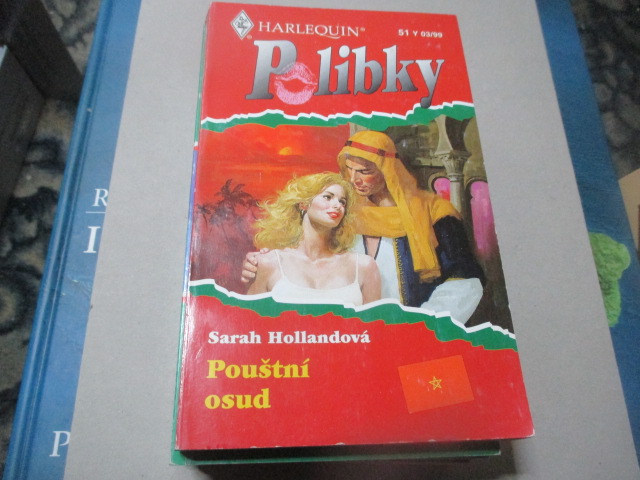 HARLEQUIN®
51 Y 03/99
Polibky
Sarah Hollandová
Pouštní
osud
R
I
P